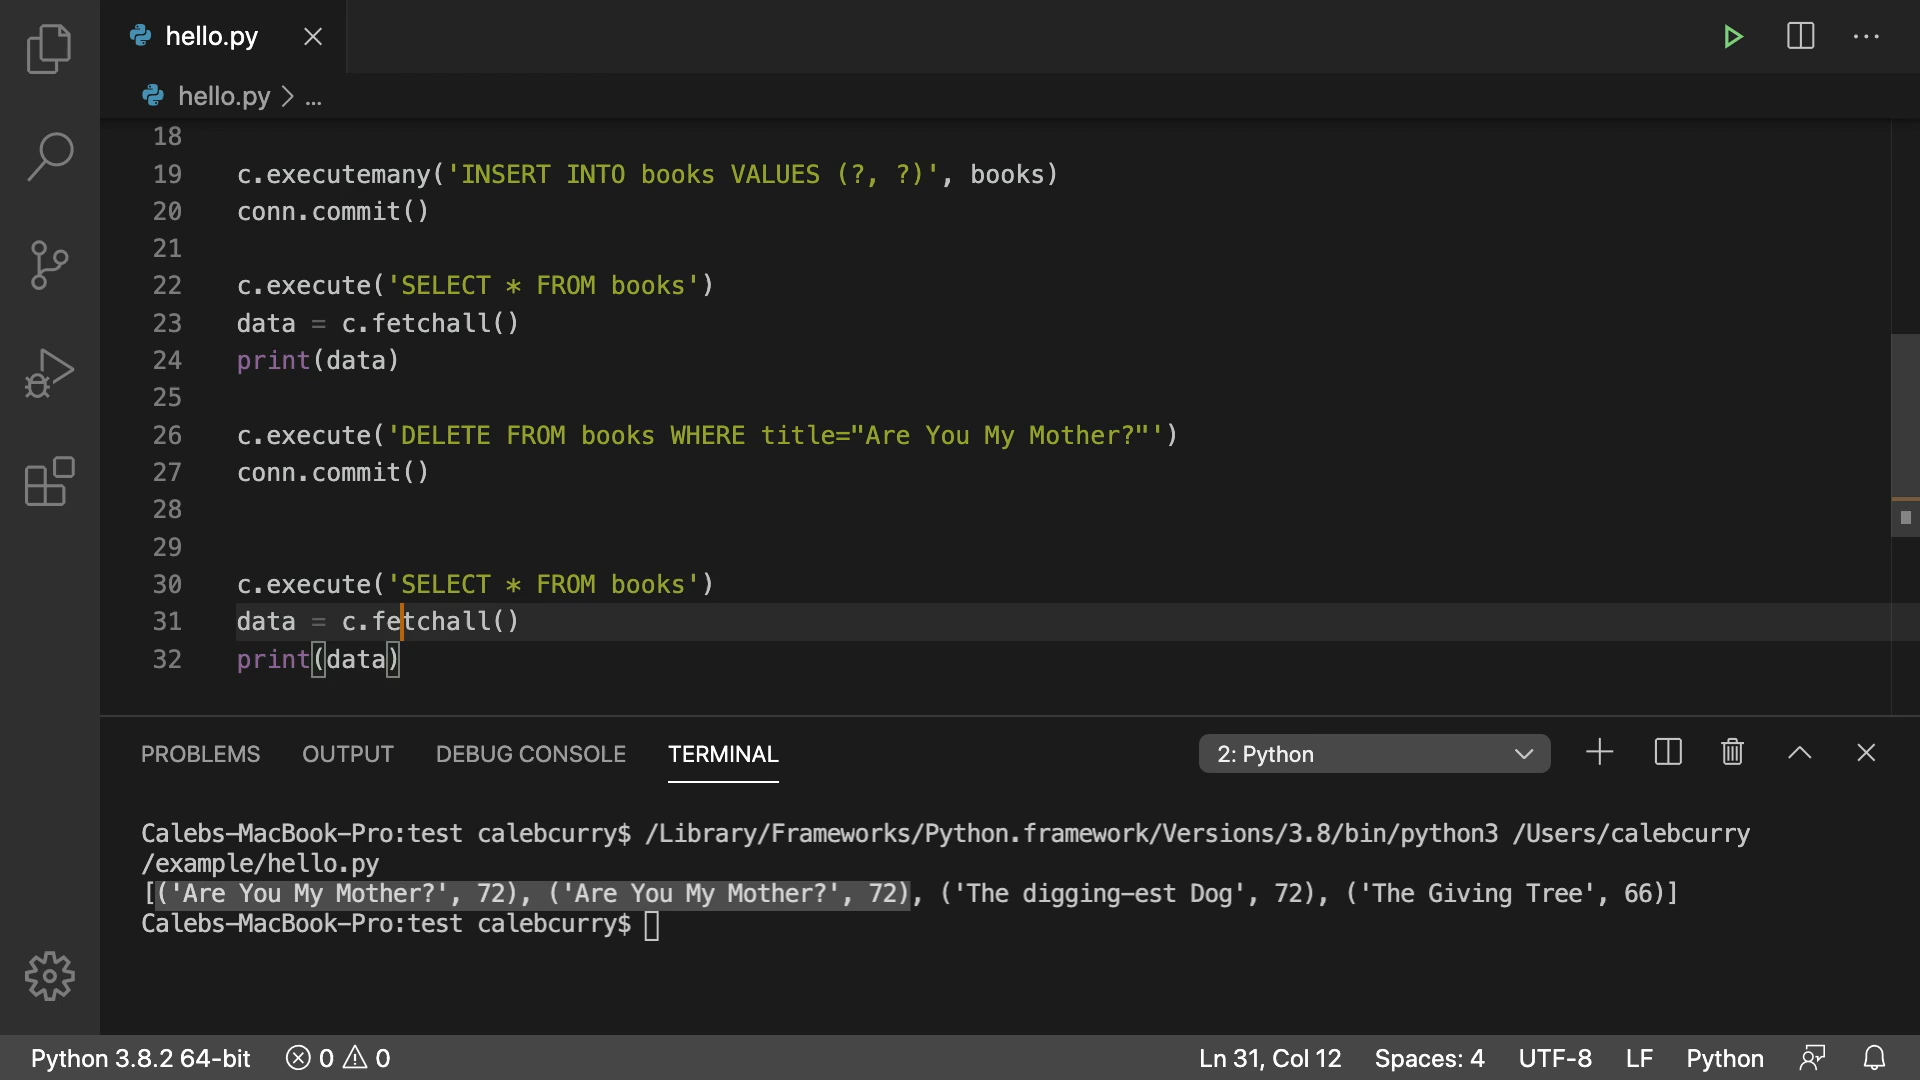 hello.py
hello.py > ...
18
19 c.executemany('INSERT INTO books VALUES (?, ?)', books)
20 conn.commit()
21
22 c.execute('SELECT * FROM books')
23 data = c.fetchall()
24 print(data)
25
26 c.execute('DELETE FROM books WHERE title="Are You My Mother?"')
27 conn.commit()
28
29
30 c.execute('SELECT * FROM books')
31 data = c.fetchall()
32 print(data)
PROBLEMS OUTPUT DEBUG CONSOLE TERMINAL 2: Python
Calebs-MacBook-Pro:test calebcurry$ /Library/Frameworks/Python.framework/Versions/3.8/bin/python3 /Users/calebcurry
/example/hello.py
[('Are You My Mother?', 72), ('Are You My Mother?', 72), ('The digging-est Dog', 72), ('The Giving Tree', 66)]
Calebs-MacBook-Pro:test calebcurry$
Python 3.8.2 64-bit 0 0 Ln 31, Col 12 Spaces: 4 UTF-8 LF Python